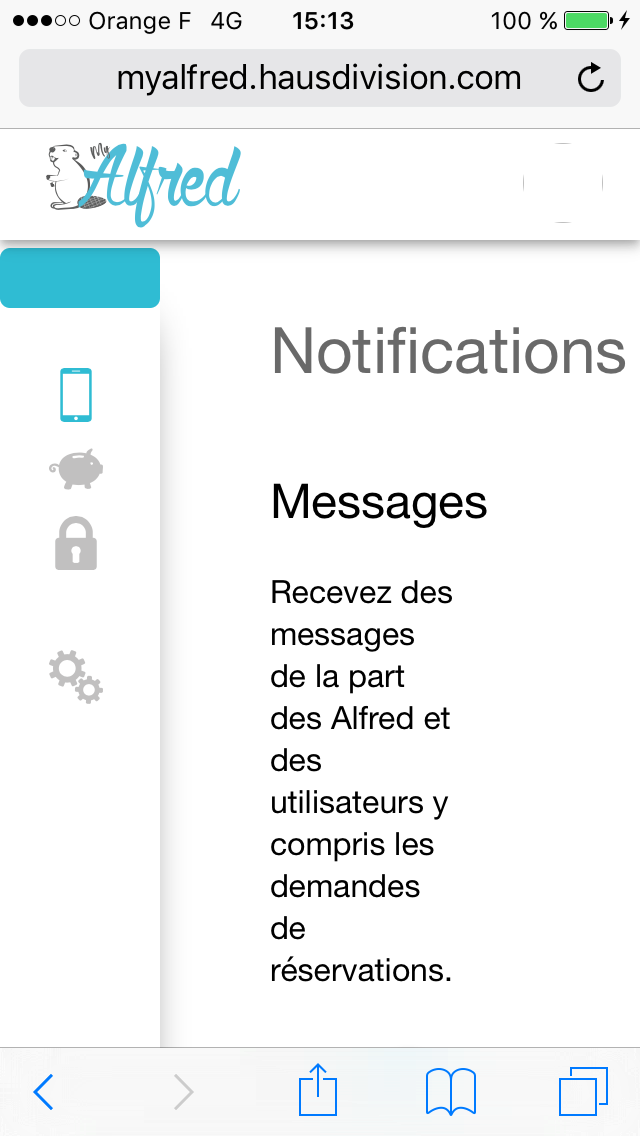 Orange F 4G 15:13 100 %
myalfred.hausdivision.com
My
Alfred
Notifications
Messages
Recevez des
messages
de la part
des Alfred et
des
utilisateurs y
compris les
demandes
de
réservations.